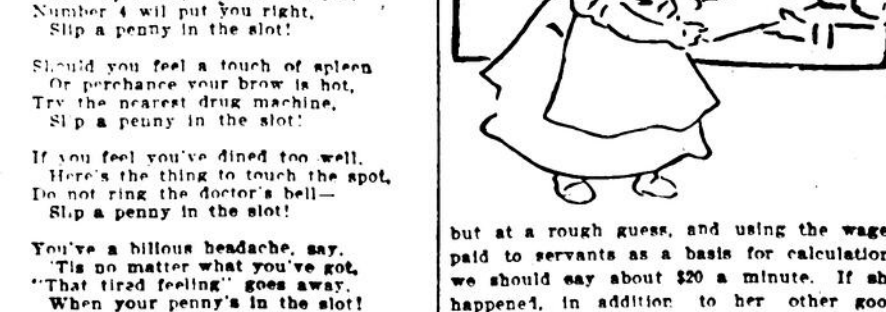 Number 4 wil put you right,
Slip a penny in the slot!
Should you feel a touch of spleen
Or perchance your brow is hot,
Try the nearest drug machine,
Sl p a penny in the slot!
If you feel you've dined too well,
Here's the thing to touch the spot,
Do not ring the doctor's bell—
Slip a penny in the slot!
You've a bilious headache, say,
'Tis no matter what you've got,
"That tired feeling" goes away,
When your penny's in the slot!
but at a rough guess, and using the wage
paid to servants as a basis for calculation
we should say about $20 a minute. If sh
happened, in addition to her other goo